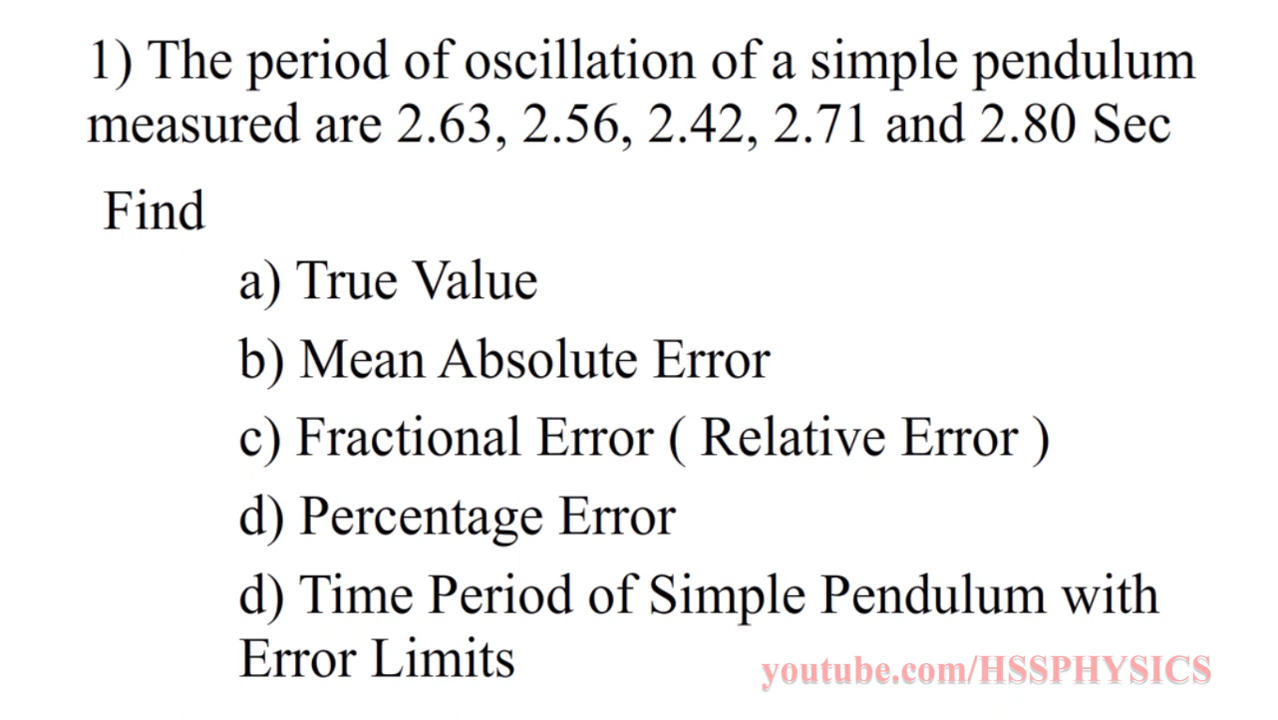 1) The period of oscillation of a simple pendulum
measured are 2.63, 2.56, 2.42, 2.71 and 2.80 Sec
Find
a) True Value
b) Mean Absolute Error
c) Fractional Error ( Relative Error )
d) Percentage Error
d) Time Period of Simple Pendulum with
Error Limits
youtube.com/HSSPHYSICS